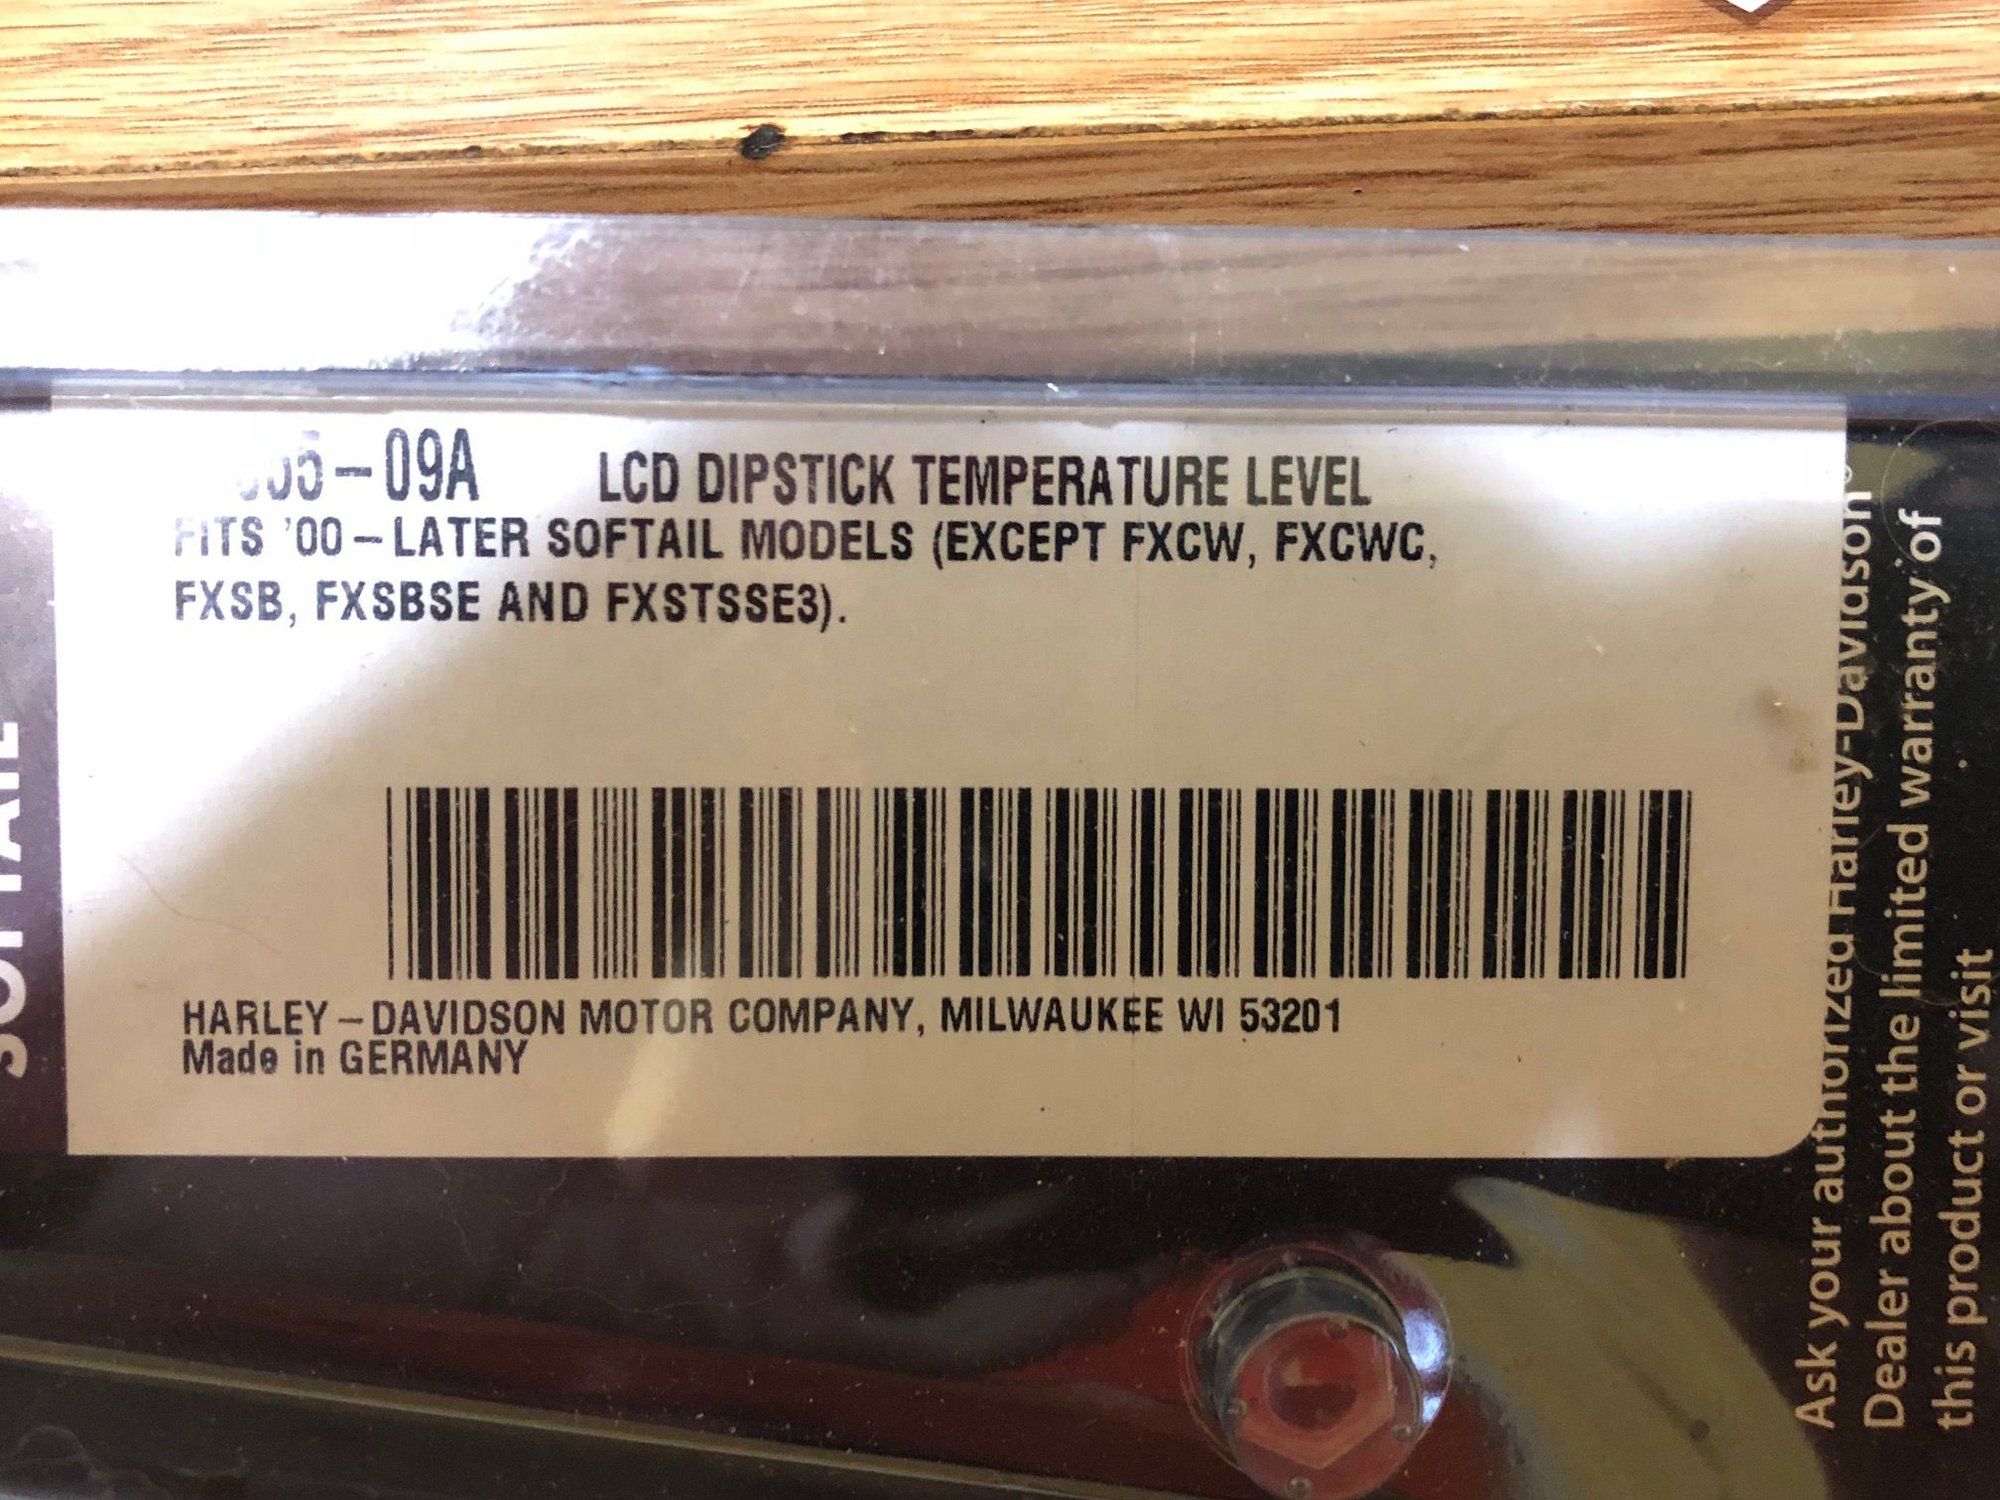 -09A LCD DIPSTICK TEMPERATURE LEVEL
FITS '00-LATER SOFTAIL MODELS (EXCEPT FXCW, FXCWC,
FXSB, FXSBSE AND FXSTSSE3).
HARLEY-DAVIDSON MOTOR COMPANY, MILWAUKEE WI 53201
Made in GERMANY
Ask your authorized Harley-Davidson®
Dealer about the limited warranty of
this product or visit
SOFTAIL